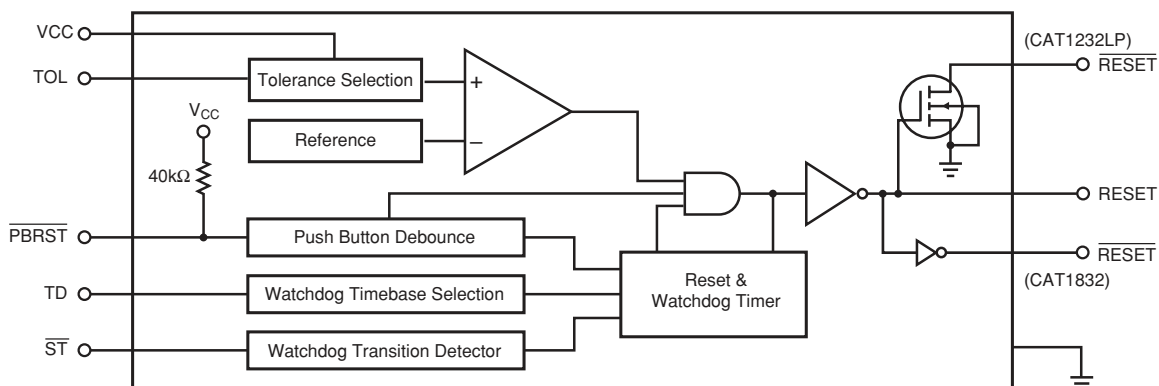 VCC
(CAT1232LP)
RESET
TOL
Tolerance Selection
+
VCC
Reference
−
40kΩ
RESET
PBRST
Push Button Debounce
RESET
(CAT1832)
TD
Watchdog Timebase Selection
Reset &
Watchdog Timer
ST
Watchdog Transition Detector